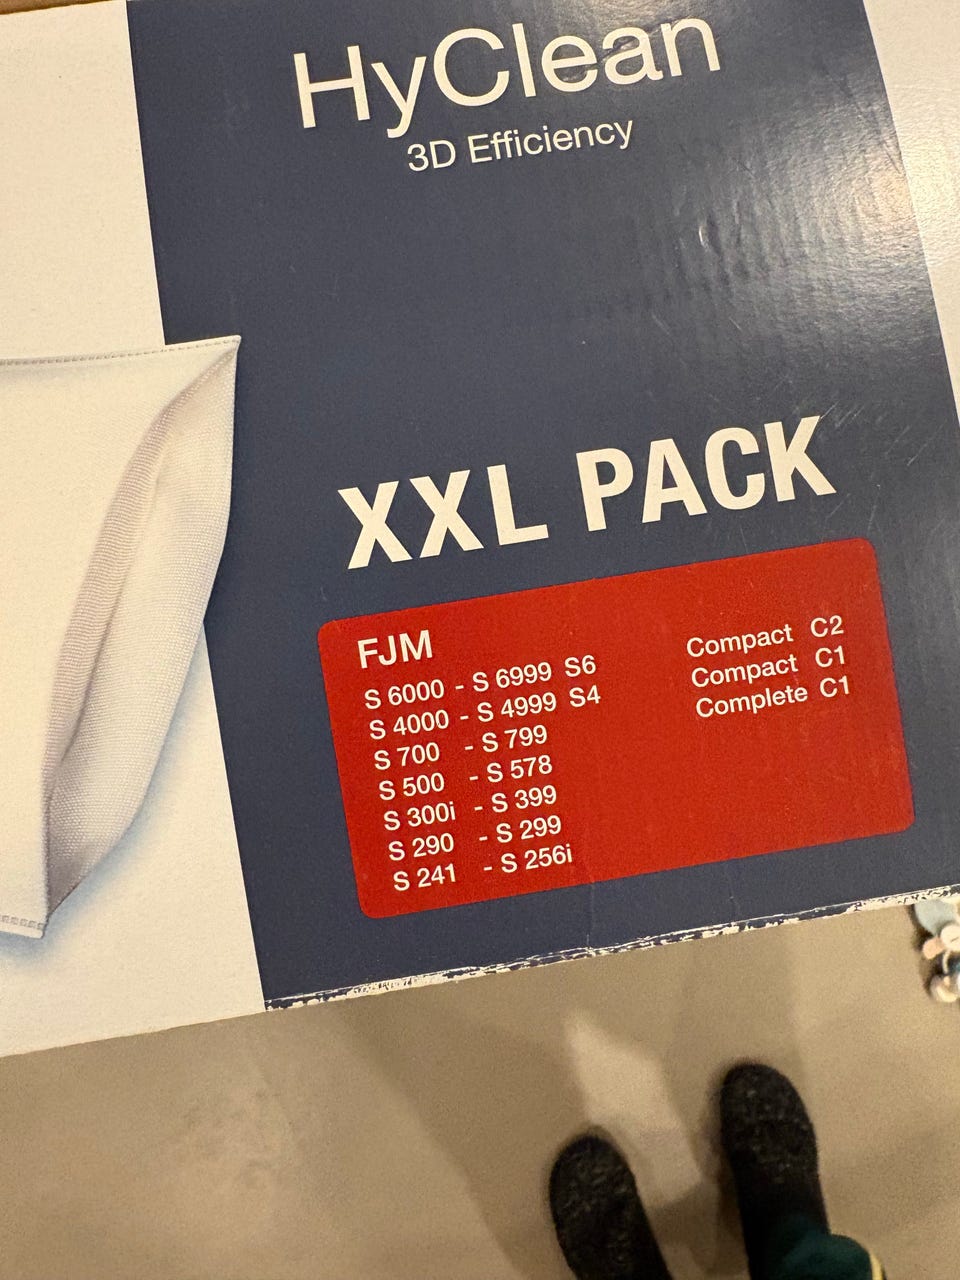 HyClean
3D Efficiency
XXL PACK
FJM
S 6000 - S 6999 S6
S 4000 - S 4999 S4
S 700 - S 799
S 500 - S 578
S 300i - S 399
S 290 - S 299
S 241 - S 256i
Compact C2
Compact C1
Complete C1